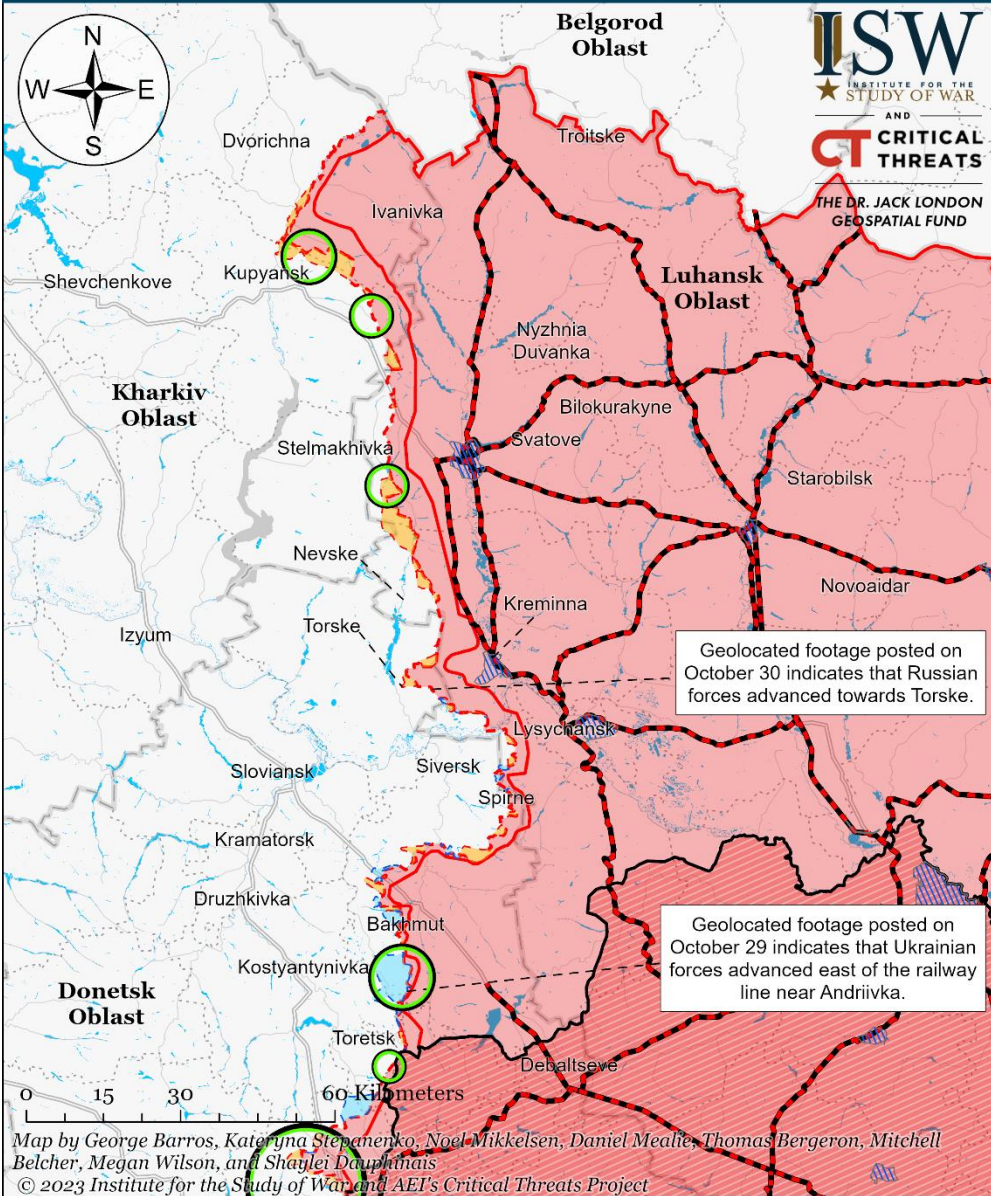 Belgorod
Oblast
ISW
INSTITUTE FOR THE
STUDY OF WAR
AND
CT CRITICAL
THREATS
THE DR. JACK LONDON
GEOSPATIAL FUND
N
W E
S
Dvorichna
Troitske
Ivanivka
Shevchenkove
Kupyansk
Luhansk
Oblast
Nyzhnia
Duvanka
Kharkiv
Oblast
Bilokurakyne
Stelmakhivka
Svatove
Starobilsk
Nevske
Novoaidar
Kreminna
Torske
Izyum
Geolocated footage posted on
October 30 indicates that Russian
forces advanced towards Torske.
Lysychansk
Sloviansk
Siversk
Spirne
Kramatorsk
Druzhkivka
Bakhmut
Geolocated footage posted on
October 29 indicates that Ukrainian
forces advanced east of the railway
line near Andriivka.
Kostyantynivka
Donetsk
Oblast
Toretsk
Debaltseve
0 15 30 60 Kilometers
Map by George Barros, Kateryna Stepanenko, Noel Mikkelsen, Daniel Mealie, Thomas Bergeron, Mitchell
Belcher, Megan Wilson, and Shaylei Dauphinais
© 2023 Institute for the Study of War and AEI's Critical Threats Project